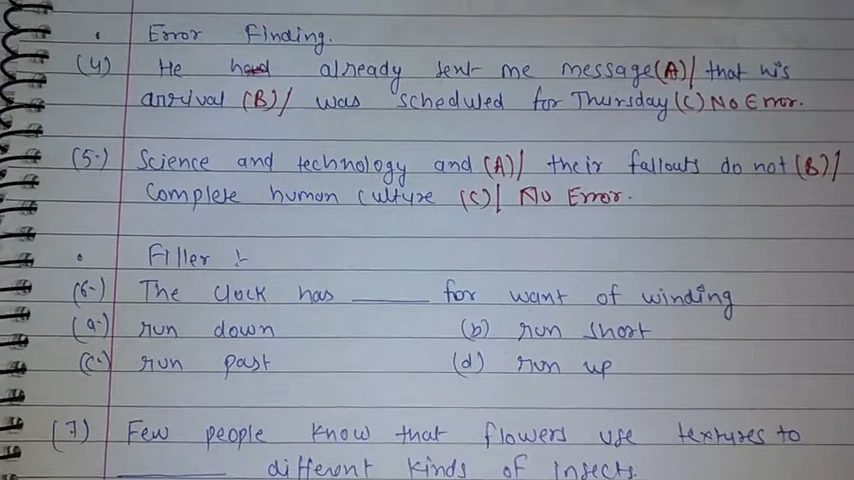 • Error Finding.
(4) He had already sent me message(A)/ that his
arrival (B)/ was scheduled for Thursday (C) No Error.
(5.) Science and technology and (A)/ their fallouts do not (B)/
Complete human culture (C)/ No Error.
• Filler :-
(6.) The clock has ____ for want of winding
(a.) run down (b) run short
(c.) run past (d) run up
(7) Few people know that flowers use textures to
____ different kinds of insects.